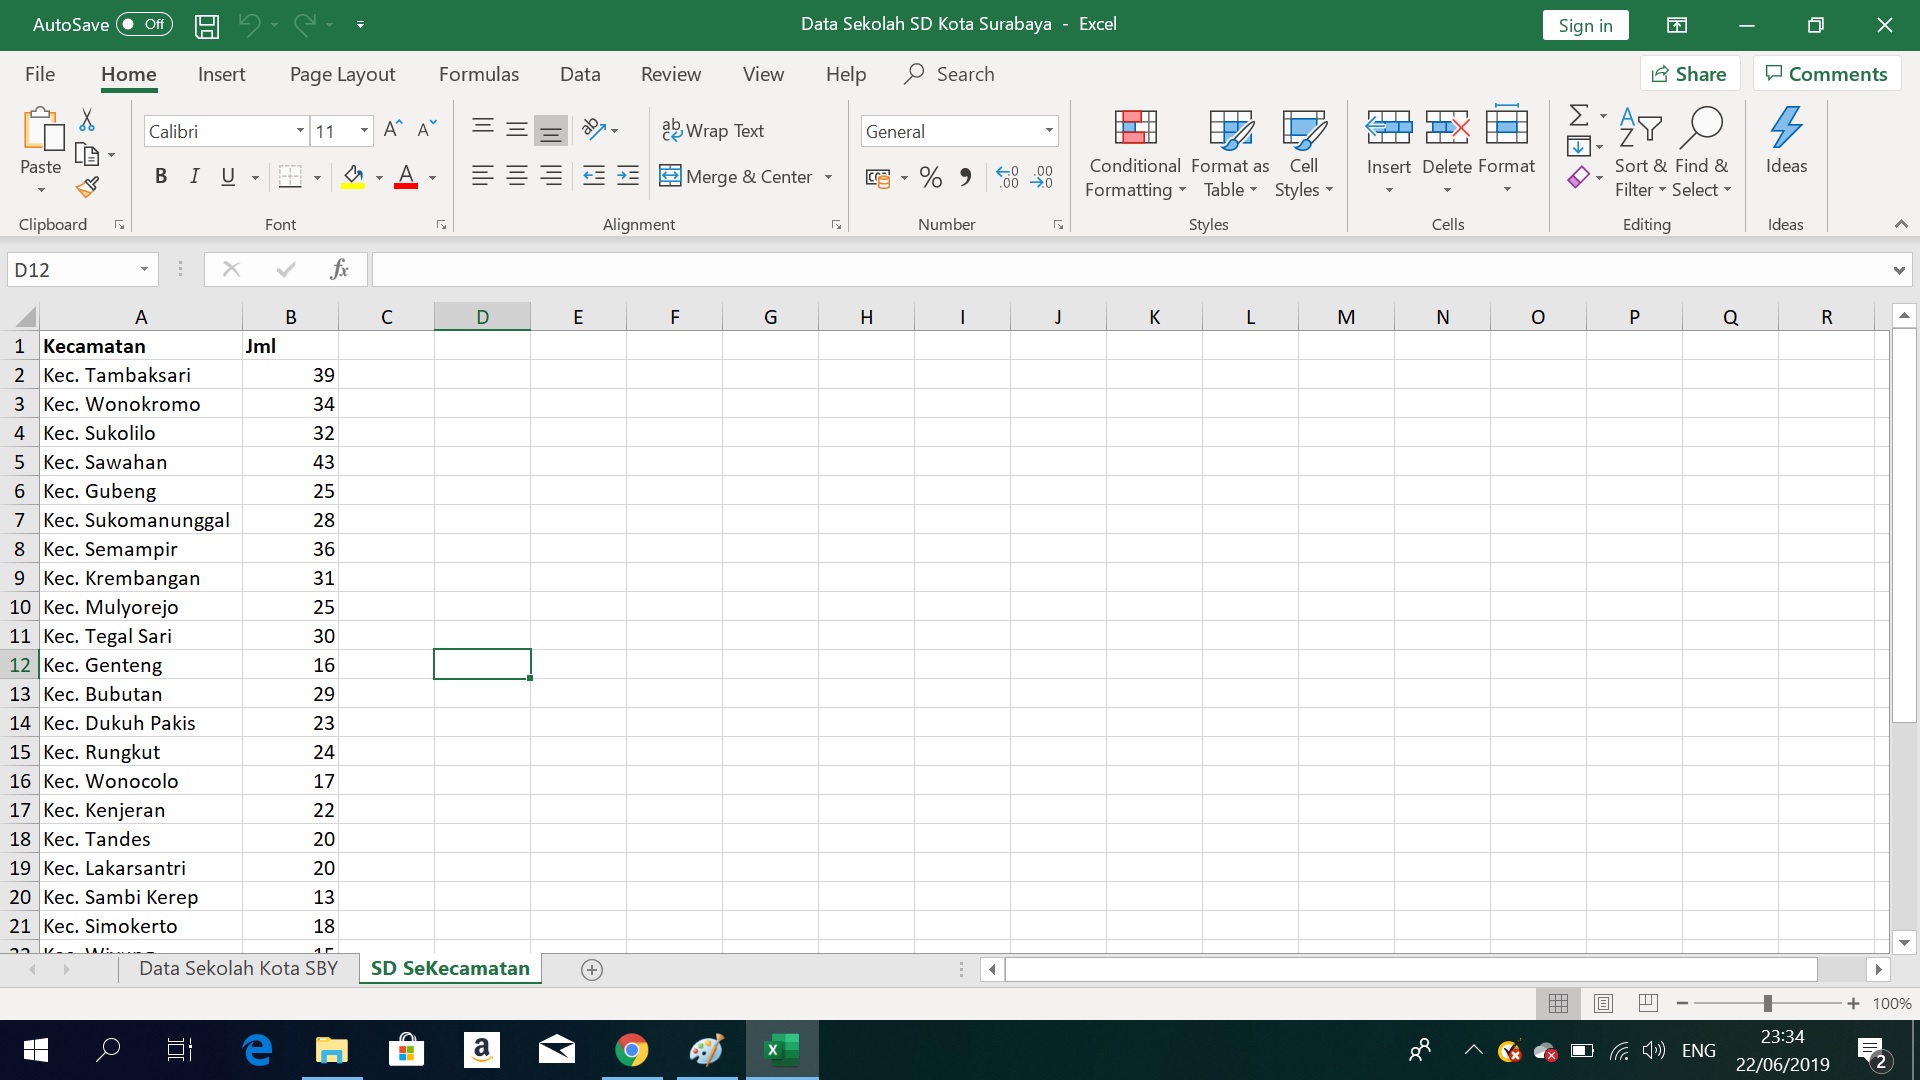 AutoSave Off
Data Sekolah SD Kota Surabaya - Excel
Sign in
File Home Insert Page Layout Formulas Data Review View Help Search
Share Comments
Paste
Clipboard
Calibri 11
B I U A
Font
Wrap Text
Merge & Center
Alignment
General
Number
Conditional Formatting
Format as Table
Cell Styles
Styles
Insert Delete Format
Cells
Sort & Filter
Find & Select
Editing
Ideas
Ideas
D12 fx
A B C D E F G H I J K L M N O P Q R
1 Kecamatan Jml
2 Kec. Tambaksari 39
3 Kec. Wonokromo 34
4 Kec. Sukolilo 32
5 Kec. Sawahan 43
6 Kec. Gubeng 25
7 Kec. Sukomanunggal 28
8 Kec. Semampir 36
9 Kec. Krembangan 31
10 Kec. Mulyorejo 25
11 Kec. Tegal Sari 30
12 Kec. Genteng 16
13 Kec. Bubutan 29
14 Kec. Dukuh Pakis 23
15 Kec. Rungkut 24
16 Kec. Wonocolo 17
17 Kec. Kenjeran 22
18 Kec. Tandes 20
19 Kec. Lakarsantri 20
20 Kec. Sambi Kerep 13
21 Kec. Simokerto 18
Data Sekolah Kota SBY SD SeKecamatan
100%
ENG
23:34
22/06/2019
2